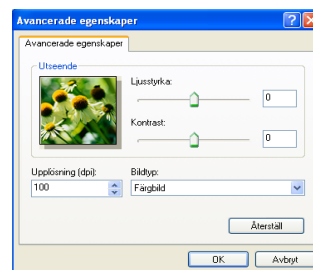 Avancerade egenskaper
Avancerade egenskaper
Utseende
Ljusstyrka:
0
Kontrast:
0
Upplösning (dpi):
Bildtyp:
100
Färgbild
Återställ
OK
Avbryt